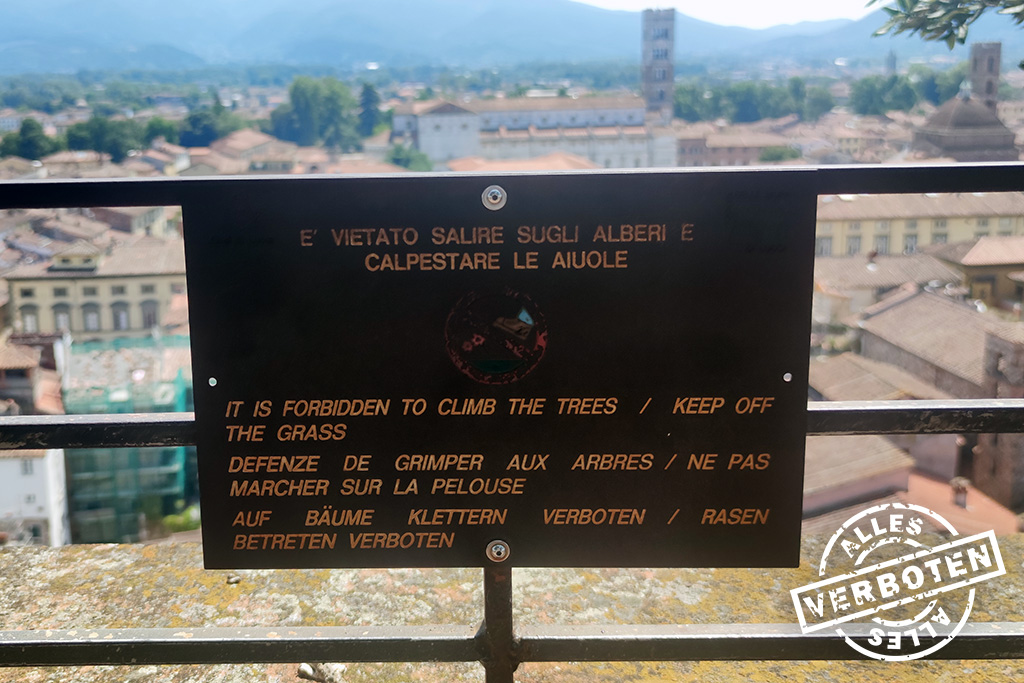 E' VIETATO SALIRE SUGLI ALBERI E
CALPESTARE LE AIUOLE
IT IS FORBIDDEN TO CLIMB THE TREES / KEEP OFF
THE GRASS
DEFENZE DE GRIMPER AUX ARBRES / NE PAS
MARCHER SUR LA PELOUSE
AUF BÄUME KLETTERN VERBOTEN / RASEN
BETRETEN VERBOTEN
ALLES
VERBOTEN
ALLES